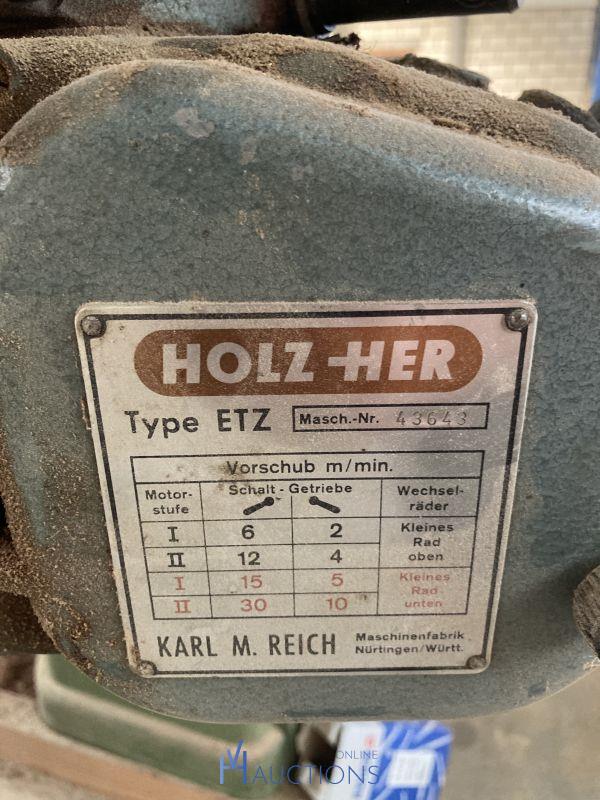 HOLZ-HER
Type ETZ Masch.-Nr. 43643
Vorschub m/min.
Motor-stufe Schalt-Getriebe Wechsel-räder
I 6 2 Kleines Rad oben
II 12 4
I 15 5 Kleines Rad unten
II 30 10
KARL M. REICH Maschinenfabrik Nürtingen/Württ.
ONLINE
AUCTIONS